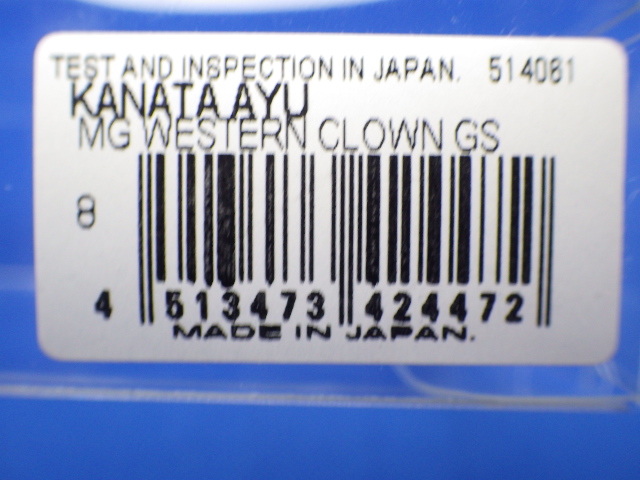 TEST AND INSPECTION IN JAPAN. 514081
KANATA AYU
MG WESTERN CLOWN GS
8
4 513473 424472
MADE IN JAPAN.